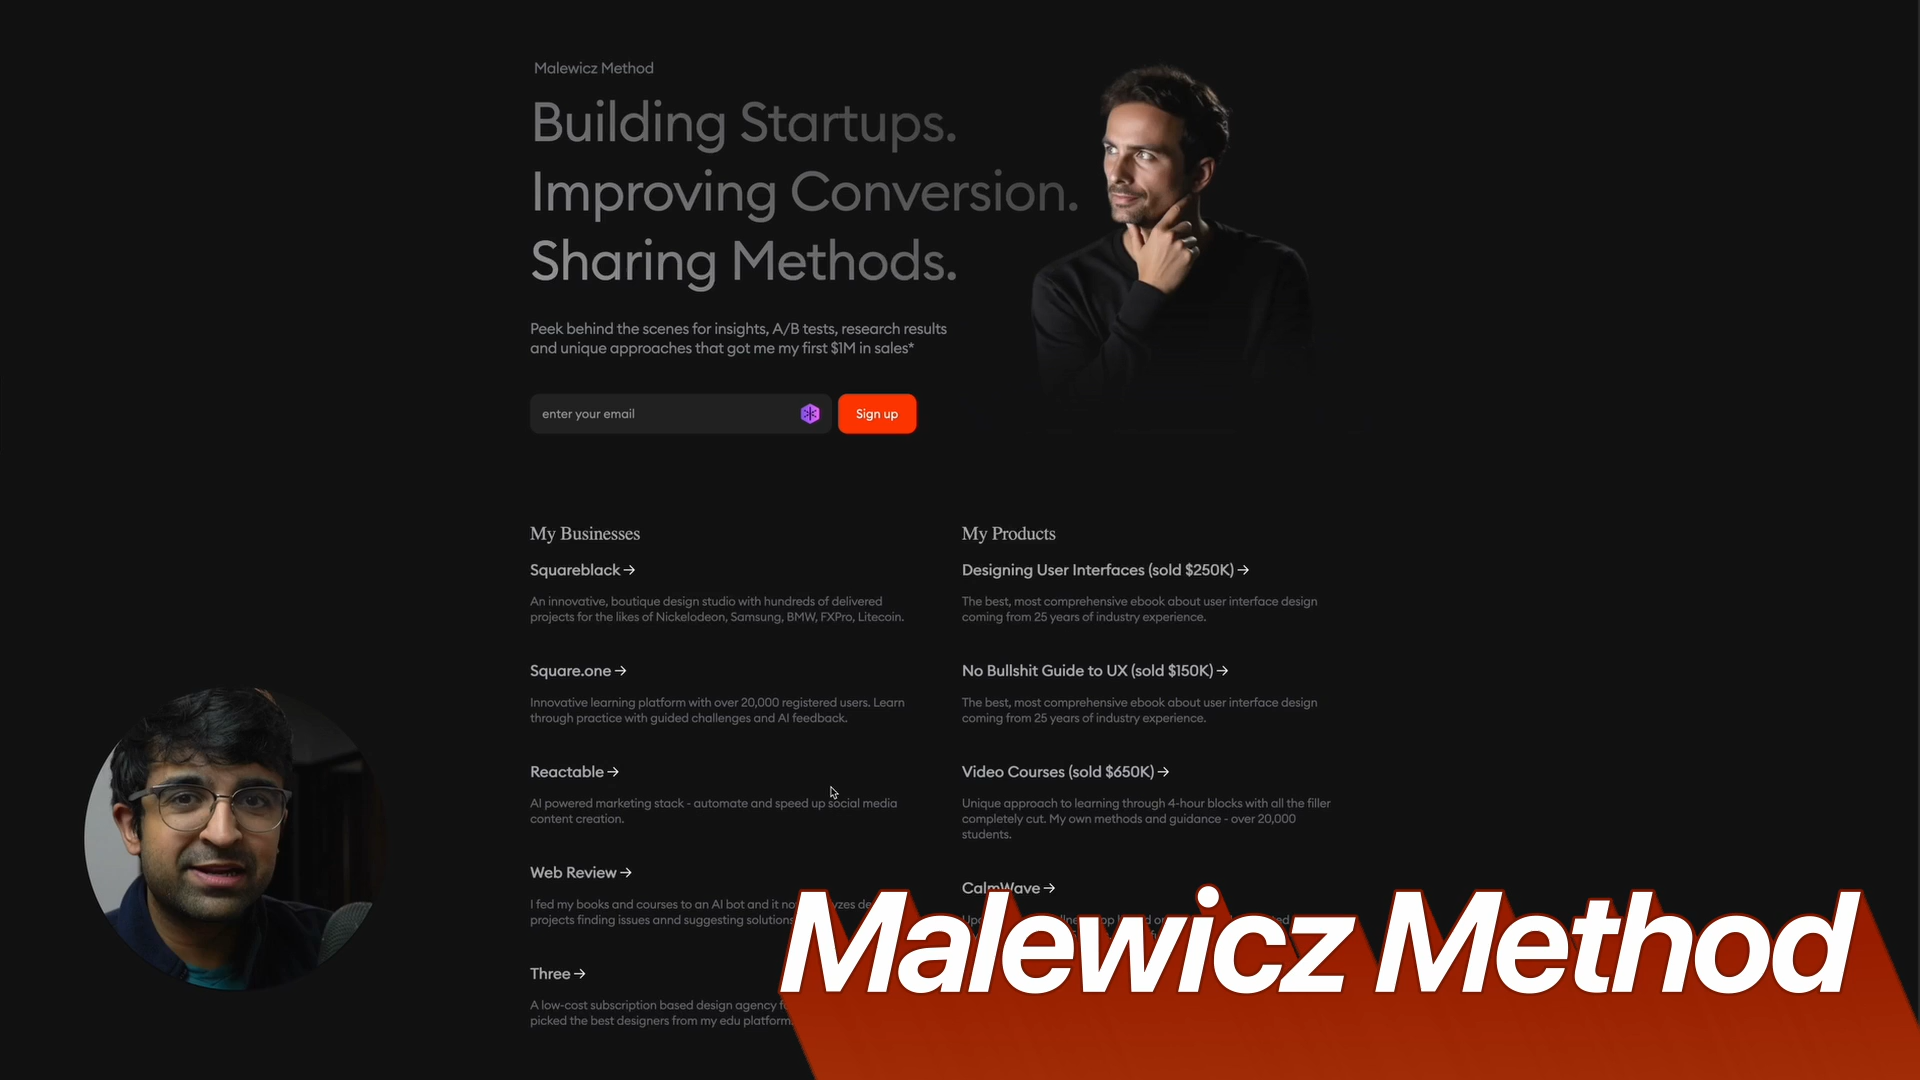 Malewicz Method
Building Startups.
Improving Conversion.
Sharing Methods.
Peek behind the scenes for insights, A/B tests, research results
and unique approaches that got me my first $1M in sales*
enter your email
Sign up
My Businesses
Squareblack →
An innovative, boutique design studio with hundreds of delivered
projects for the likes of Nickelodeon, Samsung, BMW, FXPro, Litecoin.
Square.one →
Innovative learning platform with over 20,000 registered users. Learn
through practice with guided challenges and AI feedback.
Reactable →
AI powered marketing stack - automate and speed up social media
content creation.
Web Review →
I fed my books and courses to an AI bot and it
projects finding issues annd suggesting solutions
Three →
A low-cost subscription based design agency
picked the best designers from my edu platform.
My Products
Designing User Interfaces (sold $250K) →
The best, most comprehensive ebook about user interface design
coming from 25 years of industry experience.
No Bullshit Guide to UX (sold $150K) →
The best, most comprehensive ebook about user interface design
coming from 25 years of industry experience.
Video Courses (sold $650K) →
Unique approach to learning through 4-hour blocks with all the filler
completely cut. My own methods and guidance - over 20,000
students.
CalmWave →
Malewicz Method